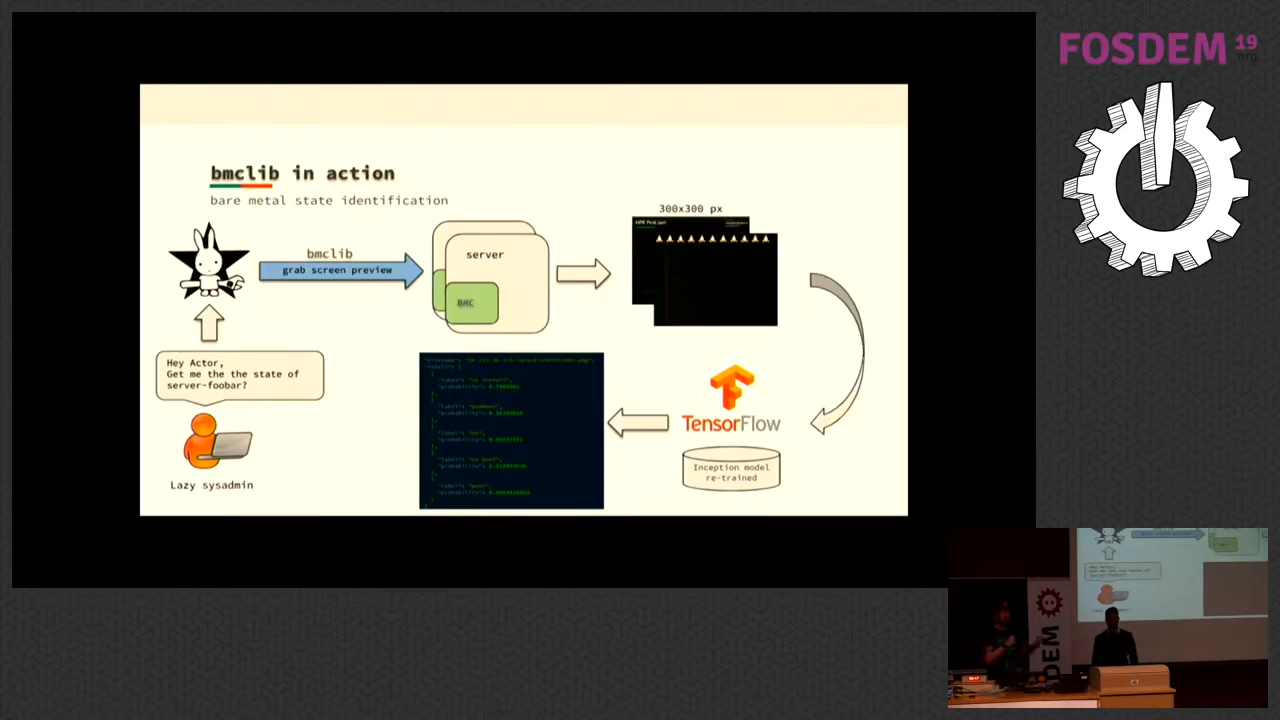 FOSDEM 19
.org
bmclib in action
bare metal state identification
300x300 px
bmclib
grab screen preview
server
BMC
Hey Actor,
Get me the the state of
server-foobar?
TensorFlow
Inception model
re-trained
Lazy sysadmin